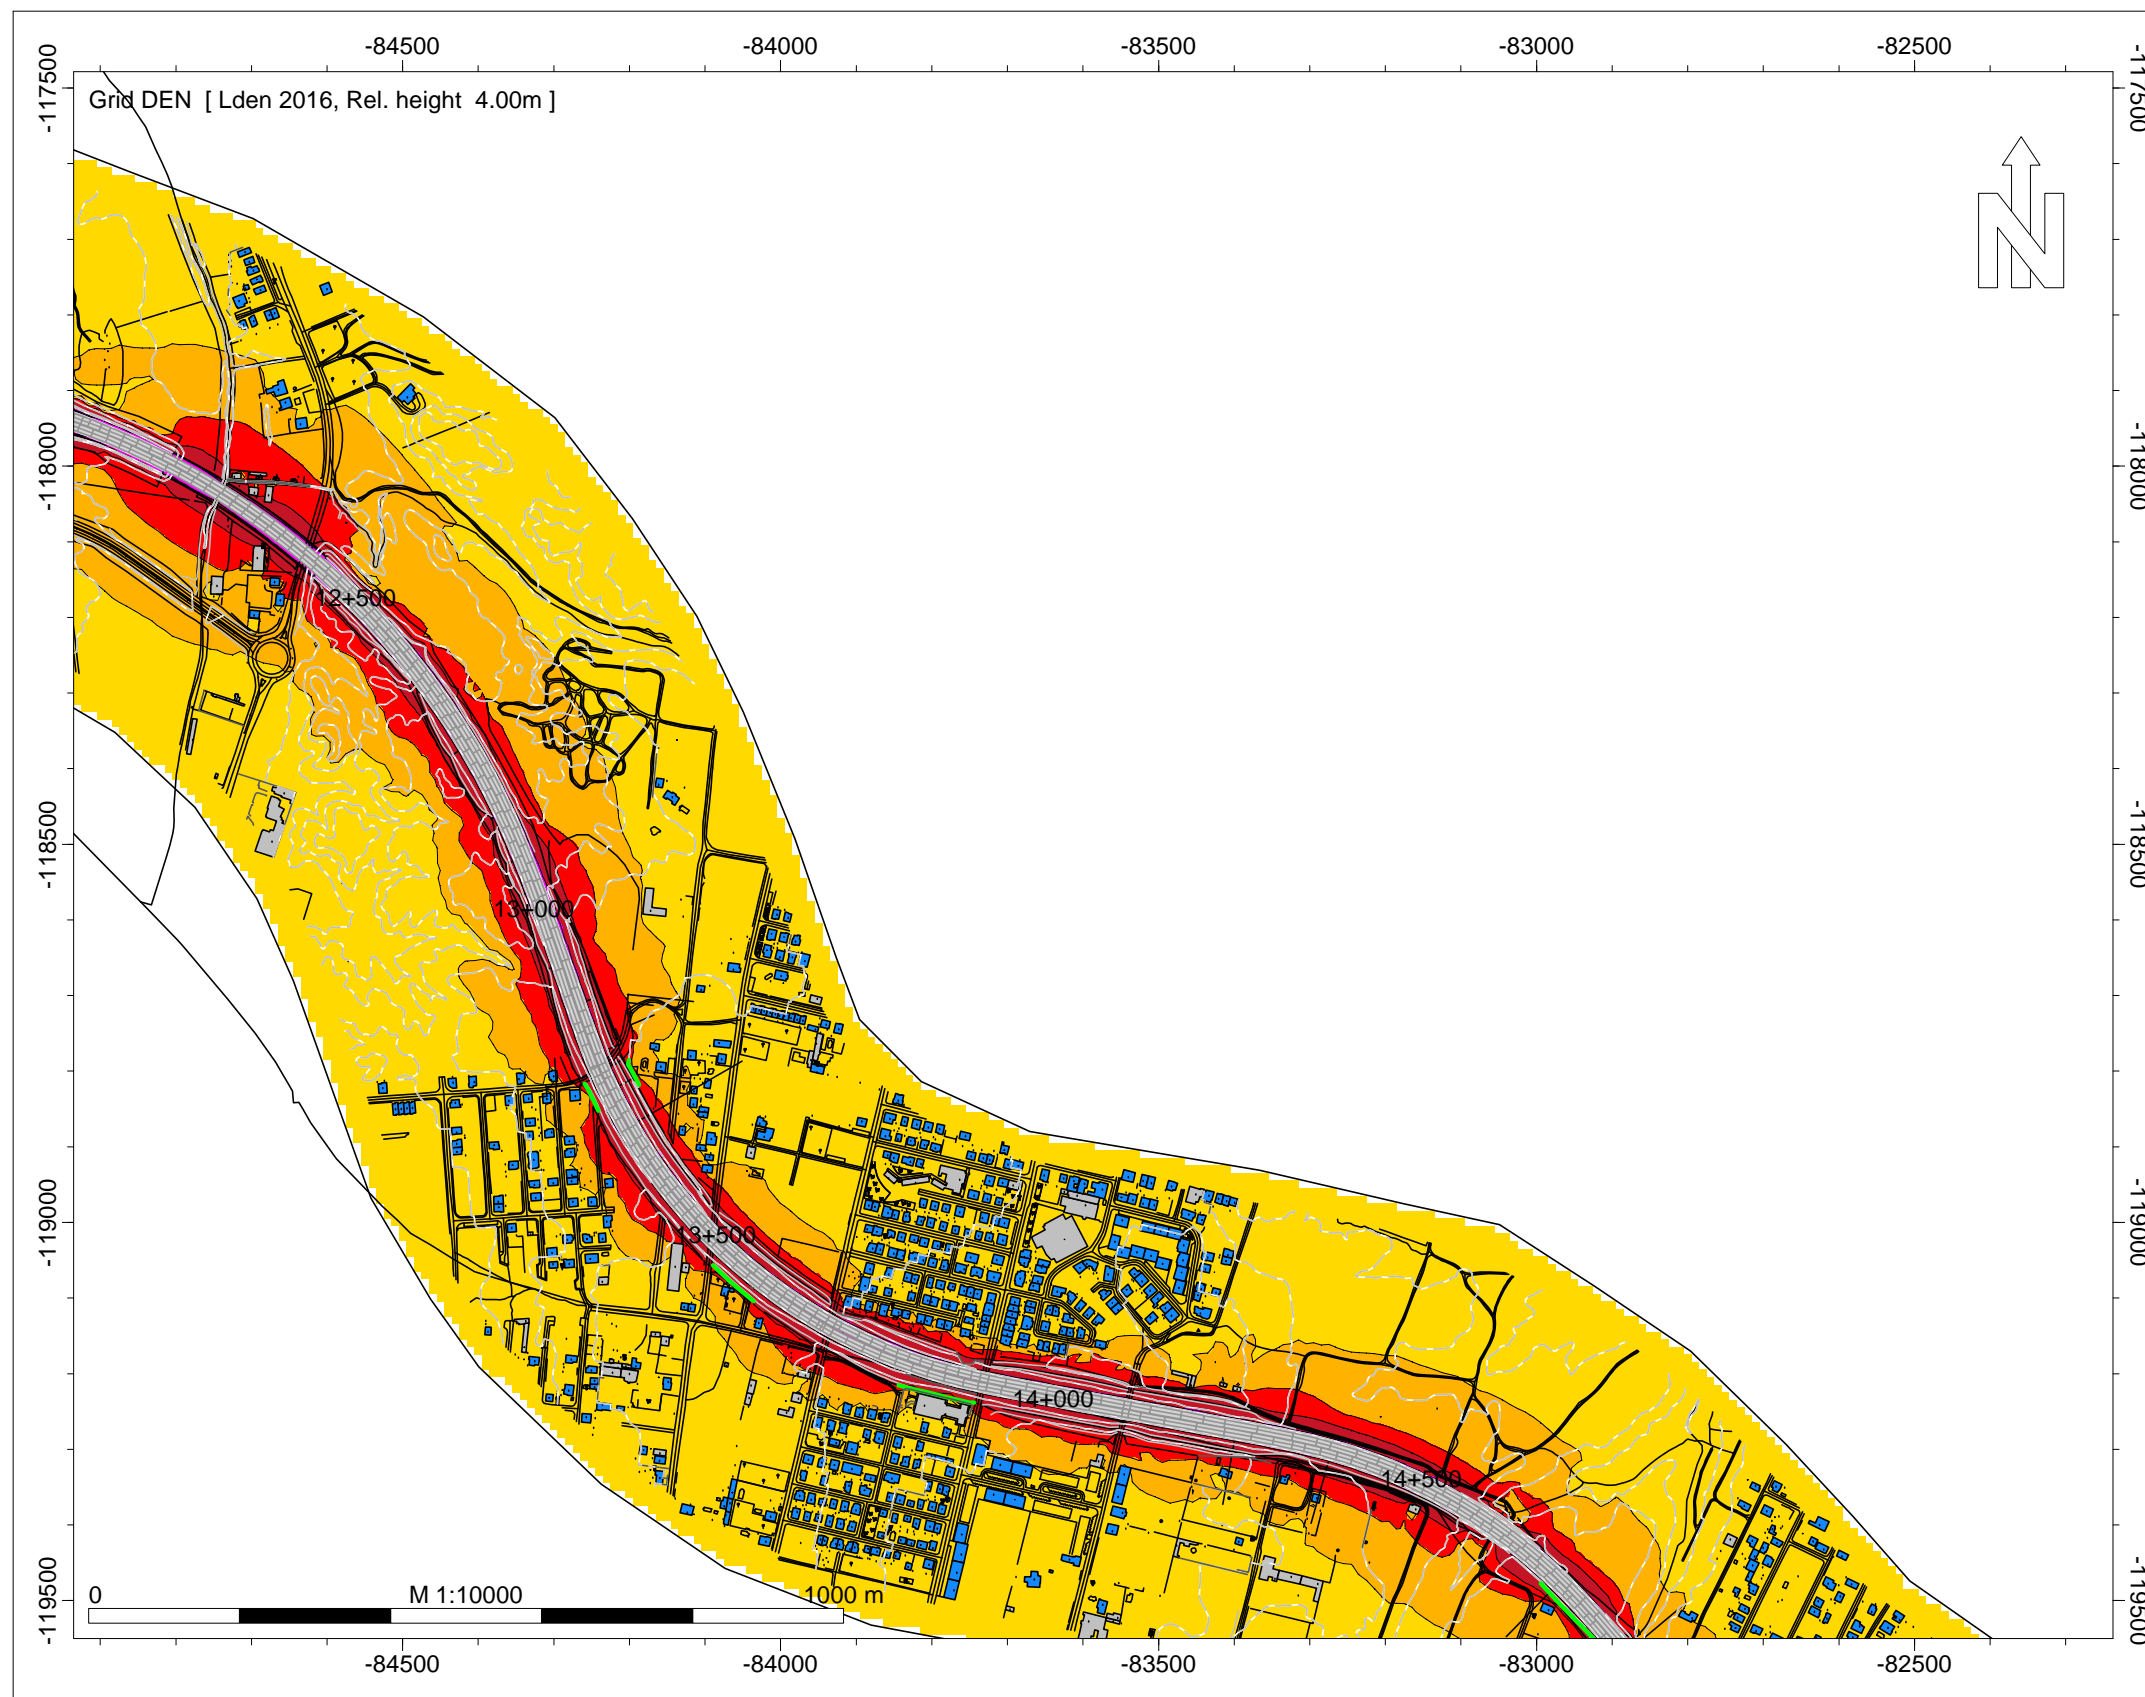 -84500 -84000 -83500 -83000 -82500
-117500 -117500
Grid DEN [ Lden 2016, Rel. height 4.00m ]
N
-118000 -118000
12+500
-118500 -118500
13+000
-119000 -119000
13+500
14+000
14+500
-119500 -119500
0 M 1:10000 1000 m
-84500 -84000 -83500 -83000 -82500